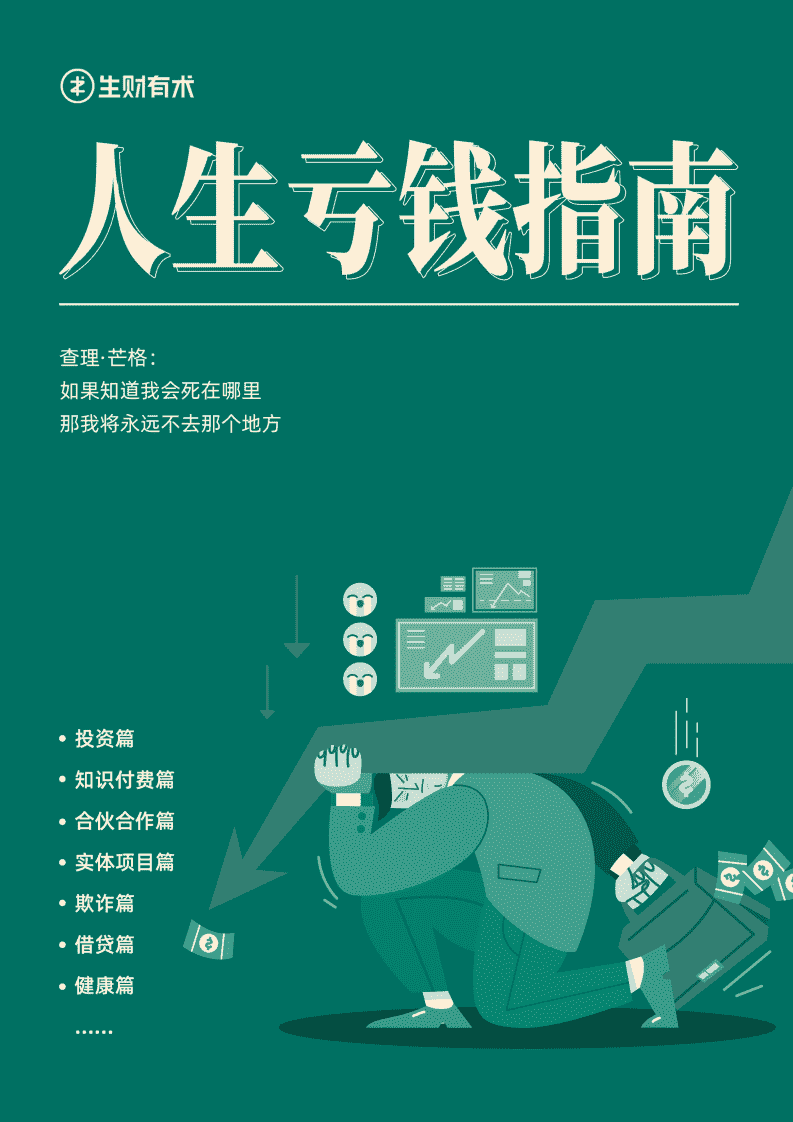 生财有术
人生亏钱指南
查理·芒格：
如果知道我会死在哪里
那我将永远不去那个地方
• 投资篇
• 知识付费篇
• 合伙合作篇
• 实体项目篇
• 欺诈篇
• 借贷篇
• 健康篇
……